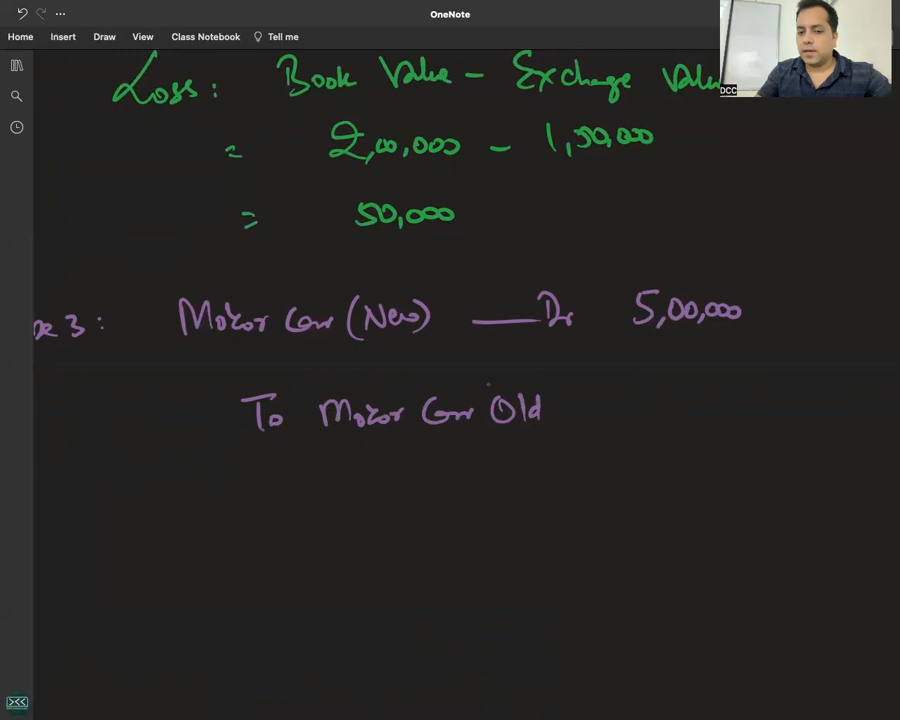 OneNote
Home Insert Draw View Class Notebook Tell me
DCC
Loss: Book Value - Exchange Valu
= 2,00,000 - 1,50,000
= 50,000
3: Motor Car (New) — Dr 5,00,000
To Motor Car Old